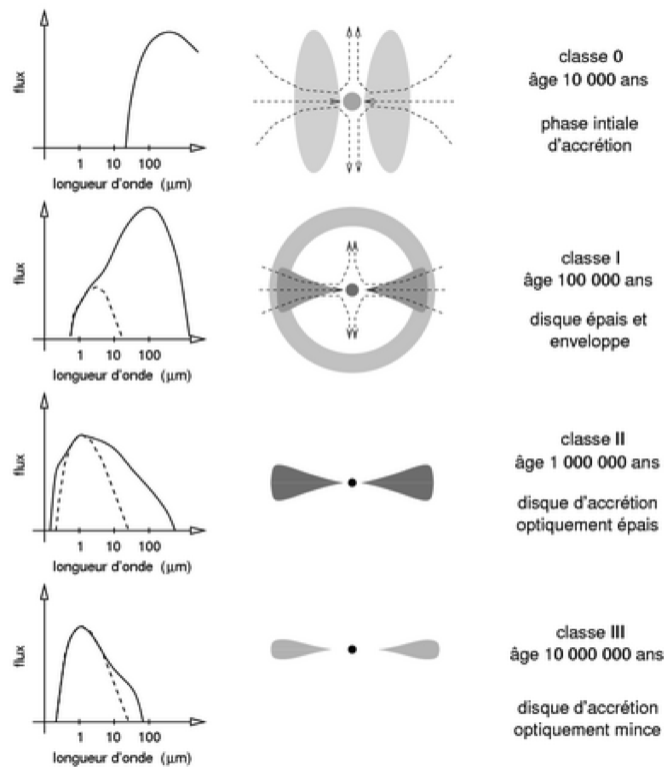 flux
1 10 100
longueur d'onde (μm)
classe 0
âge 10 000 ans
phase intiale
d'accrétion
flux
1 10 100
longueur d'onde (μm)
classe I
âge 100 000 ans
disque épais et
enveloppe
flux
1 10 100
longueur d'onde (μm)
classe II
âge 1 000 000 ans
disque d'accrétion
optiquement épais
flux
1 10 100
longueur d'onde (μm)
classe III
âge 10 000 000 ans
disque d'accrétion
optiquement mince